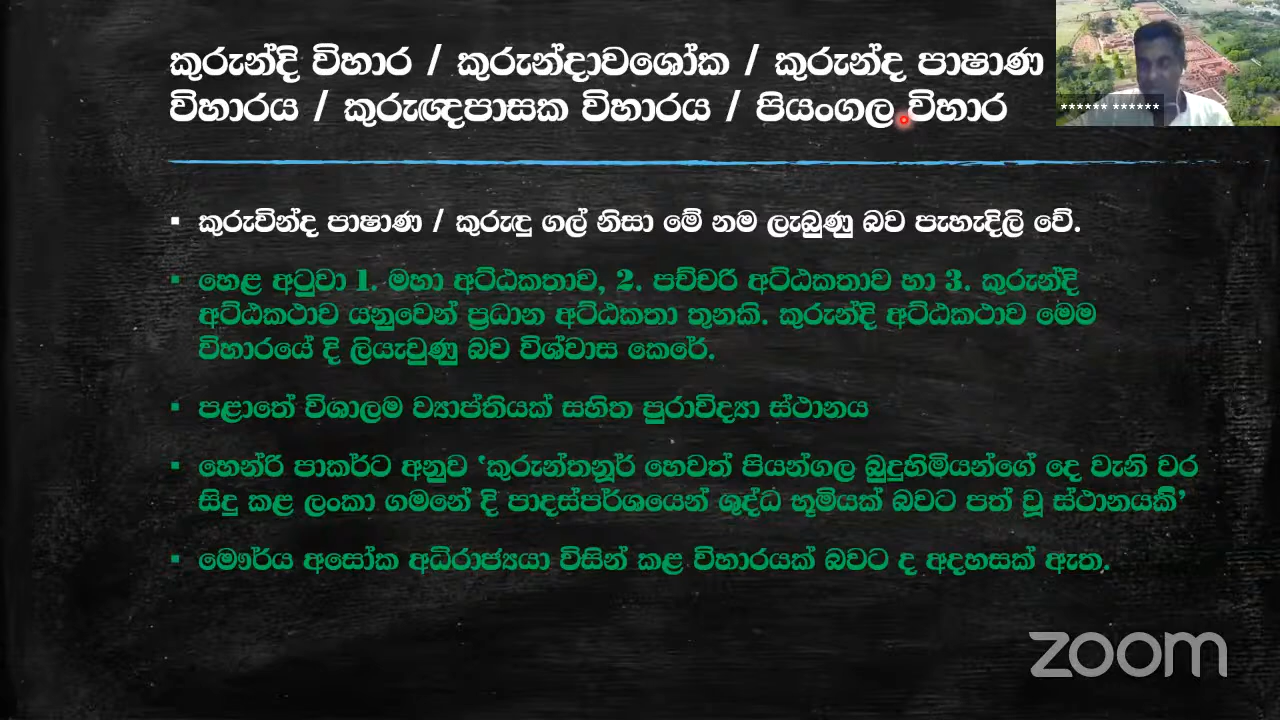 කුරුන්දි විහාර / කුරුන්දාවශෝක / කුරුන්ද පාෂාණ
විහාරය / කුරුඥපාසක විහාරය / පියංගල විහාර
****** ******
▪ කුරුවින්ද පාෂාණ / කුරුඳු ගල් නිසා මේ නම ලැබුණු බව පැහැදිලි වේ.
▪ හෙළ අටුවා 1. මහා අට්ඨකතාව, 2. පච්චරි අට්ඨකතාව හා 3. කුරුන්දි
අට්ඨකථාව යනුවෙන් ප්‍රධාන අට්ඨකතා තුනකි. කුරුන්දි අට්ඨකථාව මෙම
විහාරයේ දි ලියැවුණු බව විශ්වාස කෙරේ.
▪ පළාතේ විශාලම ව්‍යාප්තියක් සහිත පුරාවිද්‍යා ස්ථානය
▪ හෙන්රි පාකර්ට අනුව ‘කුරුන්තනූර් හෙවත් පියන්ගල බුදුහිමියන්ගේ දෙ වැනි වර
සිදු කළ ලංකා ගමනේ දි පාදස්පර්ශයෙන් ශුද්ධ භූමියක් බවට පත් වූ ස්ථානයකි’
▪ මෞර්ය අසෝක අධිරාජ්‍යයා විසින් කළ විහාරයක් බවට ද අදහසක් ඇත.
zoom